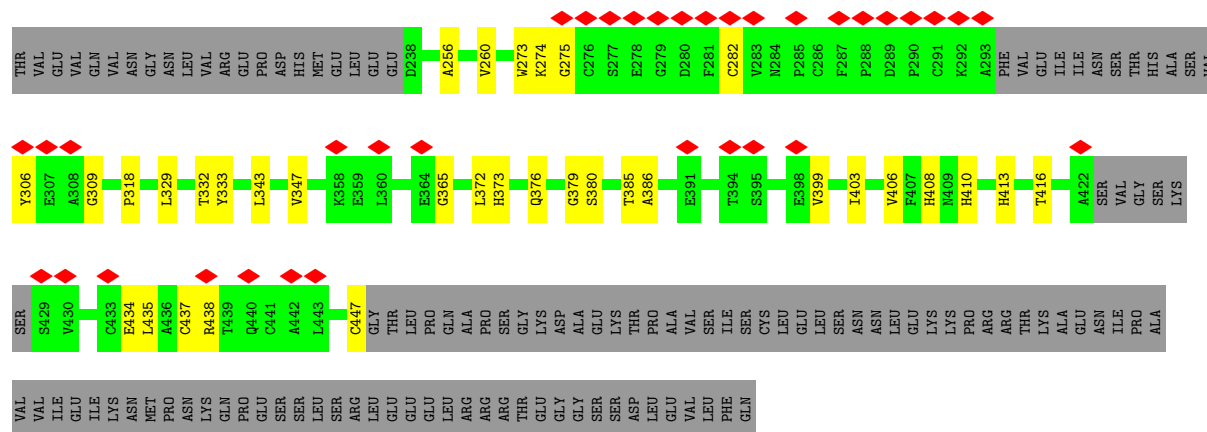 THR VAL GLU VAL GLN VAL ASN GLY ASN LEU VAL ARG GLU PRO ASP HIS MET GLU LEU GLU GLU D238 A256 V260 W273 K274 G275 C276 S277 E278 G279 D280 F281 C282 V283 N284 P285 C286 F287 P288 D289 P290 C291 K292 A293 PHE VAL GLU ILE ILE ASN SER THR HIS ALA SER VAL
Y306 E307 A308 G309 P318 L329 T332 Y333 L343 V347 K358 E359 L360 E364 G365 L372 H373 Q376 G379 S380 T385 A386 E391 T394 S395 E398 V399 I403 V406 F407 H408 N409 H410 H413 T416 A422 SER VAL GLY SER LYS
SER S429 V430 C433 E434 L435 A436 C437 R438 T439 Q440 C441 A442 L443 C447 GLY THR LEU PRO GLN ALA PRO SER GLY LYS ASP ALA GLU LYS THR PRO ALA VAL SER ILE SER CYS LEU GLU LEU SER ASN ASN LEU GLU LYS LYS PRO ARG ARG THR LYS ALA GLU ASN ILE PRO ALA
VAL VAL ILE GLU ILE LYS ASN MET PRO ASN LYS GLN PRO GLU SER SER LEU SER ARG LEU GLU GLU GLU LEU ARG ARG ARG THR GLU GLY GLY SER SER ASP LEU GLU VAL LEU PHE GLN